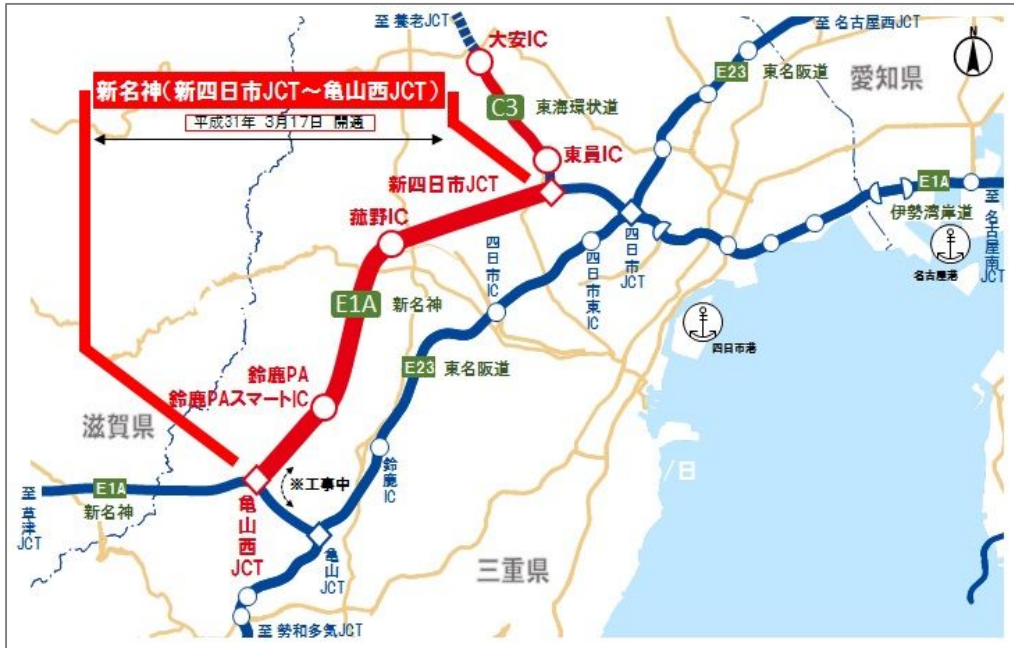 至 養老JCT
大安IC
至 名古屋西JCT
E23
東名阪道
愛知県
N
新名神(新四日市JCT～亀山西JCT)
平成31年 3月17日 開通
C3
東海環状道
東員IC
新四日市JCT
E1A
伊勢湾岸道
至 名古屋南JCT
菰野IC
四日市IC
四日市東IC
四日市JCT
名古屋港
E1A
新名神
四日市港
E23
東名阪道
鈴鹿PA
鈴鹿PAスマートIC
滋賀県
/日
※工事中
鈴鹿IC
至 草津JCT
E1A
新名神
亀山西JCT
亀山JCT
三重県
至 勢和多気JCT